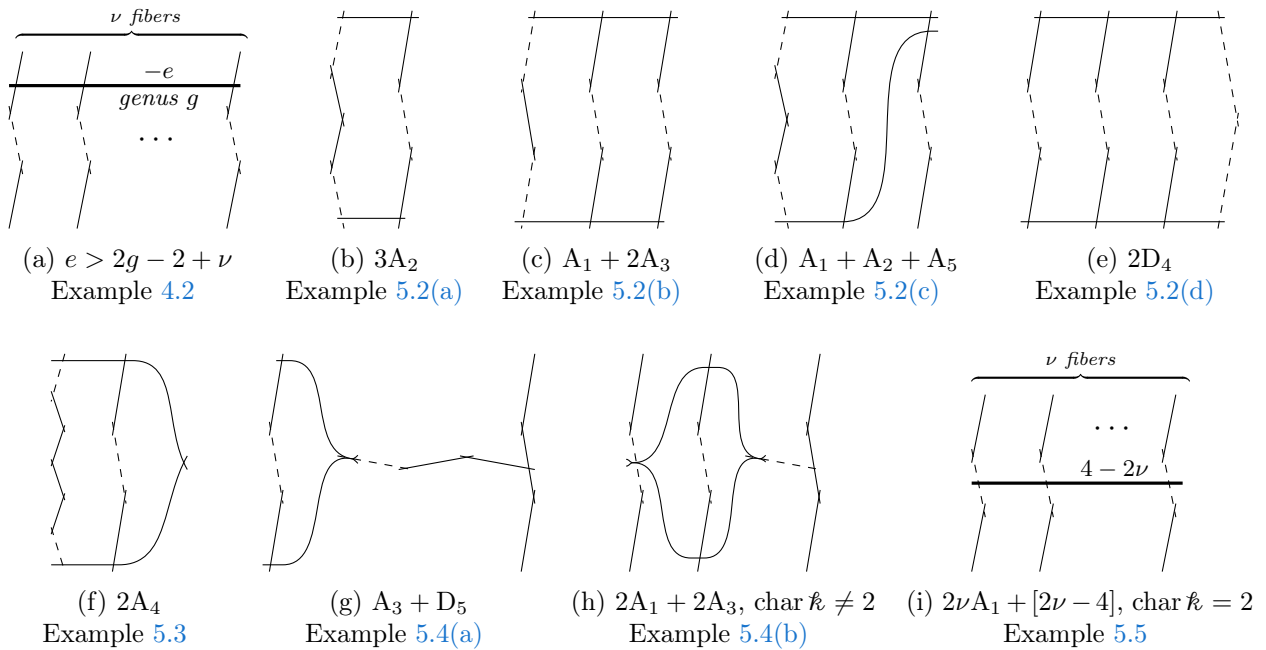 ν fibers
−e
genus g
· · ·
(a) e > 2g − 2 + ν
Example 4.2
(b) 3A₂
Example 5.2(a)
(c) A₁ + 2A₃
Example 5.2(b)
(d) A₁ + A₂ + A₅
Example 5.2(c)
(e) 2D₄
Example 5.2(d)
ν fibers
· · ·
4 − 2ν
(f) 2A₄
Example 5.3
(g) A₃ + D₅
Example 5.4(a)
(h) 2A₁ + 2A₃, char 𝓀 ≠ 2
Example 5.4(b)
(i) 2νA₁ + [2ν − 4], char 𝓀 = 2
Example 5.5